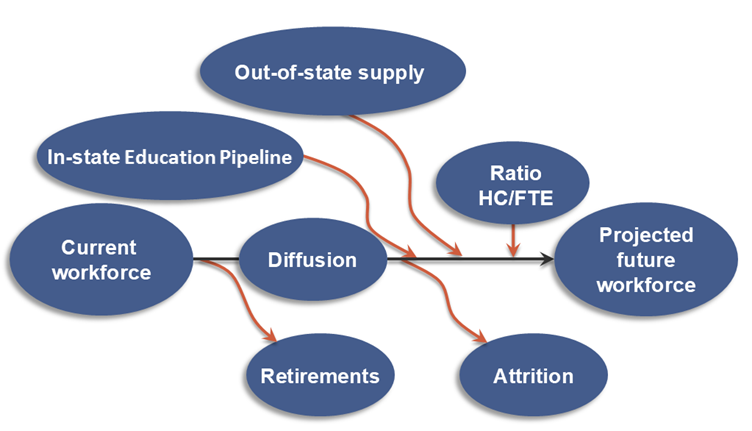 Out-of-state supply
In-state Education Pipeline
Ratio
HC/FTE
Current
workforce
Diffusion
Projected
future
workforce
Retirements
Attrition